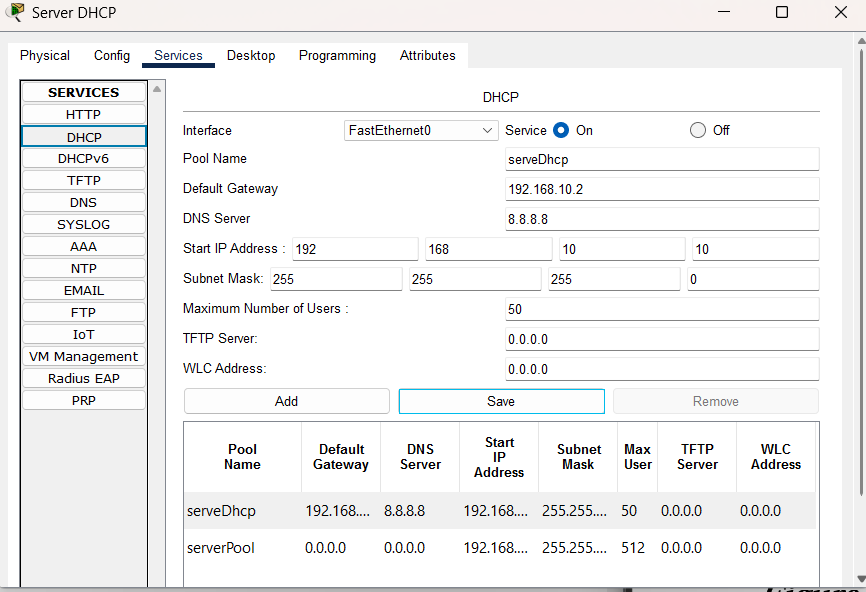 Server DHCP
Physical Config Services Desktop Programming Attributes
SERVICES
HTTP
DHCP
DHCPv6
TFTP
DNS
SYSLOG
AAA
NTP
EMAIL
FTP
IoT
VM Management
Radius EAP
PRP
DHCP
Interface FastEthernet0 Service On Off
Pool Name serveDhcp
Default Gateway 192.168.10.2
DNS Server 8.8.8.8
Start IP Address : 192 168 10 10
Subnet Mask: 255 255 255 0
Maximum Number of Users : 50
TFTP Server: 0.0.0.0
WLC Address: 0.0.0.0
Add Save Remove
Pool Name Default Gateway DNS Server Start IP Address Subnet Mask Max User TFTP Server WLC Address
serveDhcp 192.168.... 8.8.8.8 192.168.... 255.255.... 50 0.0.0.0 0.0.0.0
serverPool 0.0.0.0 0.0.0.0 192.168.... 255.255.... 512 0.0.0.0 0.0.0.0